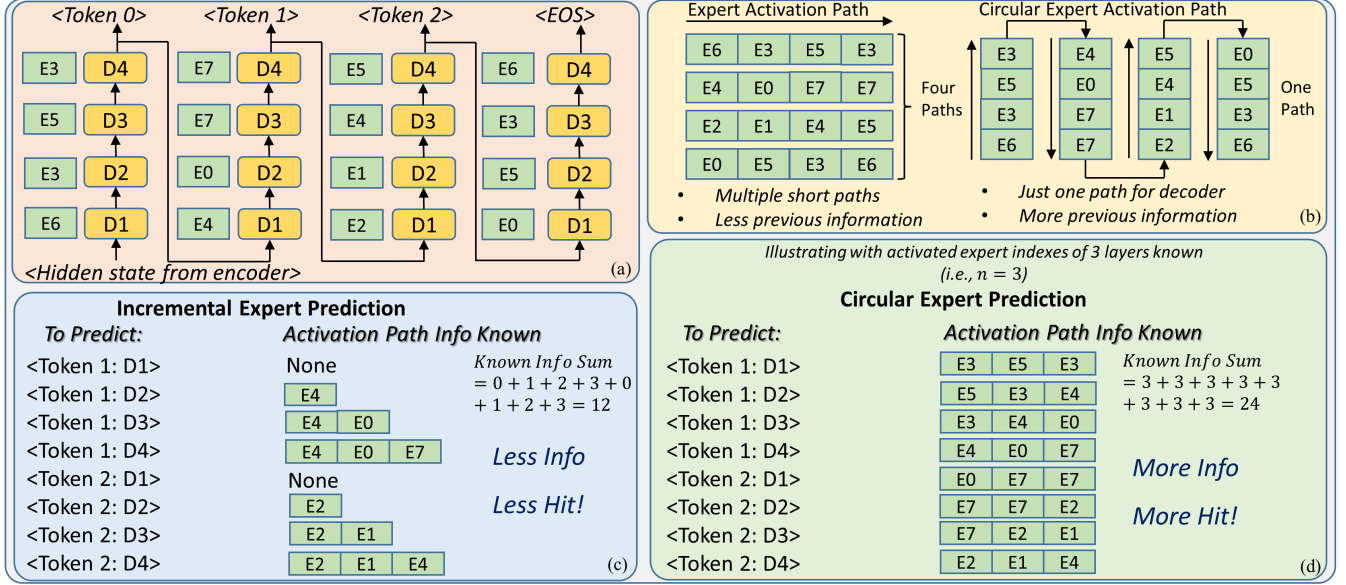 <Token 0> <Token 1> <Token 2> <EOS>
E3 D4 E7 D4 E5 D4 E6 D4
E5 D3 E7 D3 E4 D3 E3 D3
E3 D2 E0 D2 E1 D2 E5 D2
E6 D1 E4 D1 E2 D1 E0 D1
<Hidden state from encoder>
(a)
Expert Activation Path
E6 E3 E5 E3
E4 E0 E7 E7
E2 E1 E4 E5
E0 E5 E3 E6
Four
Paths
• Multiple short paths
• Less previous information
Circular Expert Activation Path
E3 E4 E5 E0
E5 E0 E4 E5
E3 E7 E1 E3
E6 E7 E2 E6
One
Path
• Just one path for decoder
• More previous information
(b)
Incremental Expert Prediction
To Predict: Activation Path Info Known
<Token 1: D1> None
<Token 1: D2> E4
<Token 1: D3> E4 E0
<Token 1: D4> E4 E0 E7
<Token 2: D1> None
<Token 2: D2> E2
<Token 2: D3> E2 E1
<Token 2: D4> E2 E1 E4
Known Info Sum
= 0 + 1 + 2 + 3 + 0
+ 1 + 2 + 3 = 12
Less Info
Less Hit!
(c)
Illustrating with activated expert indexes of 3 layers known
(i.e., n = 3)
Circular Expert Prediction
To Predict: Activation Path Info Known
<Token 1: D1> E3 E5 E3
<Token 1: D2> E5 E3 E4
<Token 1: D3> E3 E4 E0
<Token 1: D4> E4 E0 E7
<Token 2: D1> E0 E7 E7
<Token 2: D2> E7 E7 E2
<Token 2: D3> E7 E2 E1
<Token 2: D4> E2 E1 E4
Known Info Sum
= 3 + 3 + 3 + 3 + 3
+ 3 + 3 + 3 = 24
More Info
More Hit!
(d)